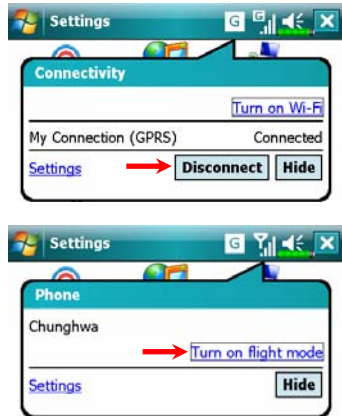 Settings G G
Connectivity
Turn on Wi-Fi
My Connection (GPRS) Connected
Settings Disconnect Hide
Settings G
Phone
Chunghwa
Turn on flight mode
Settings Hide